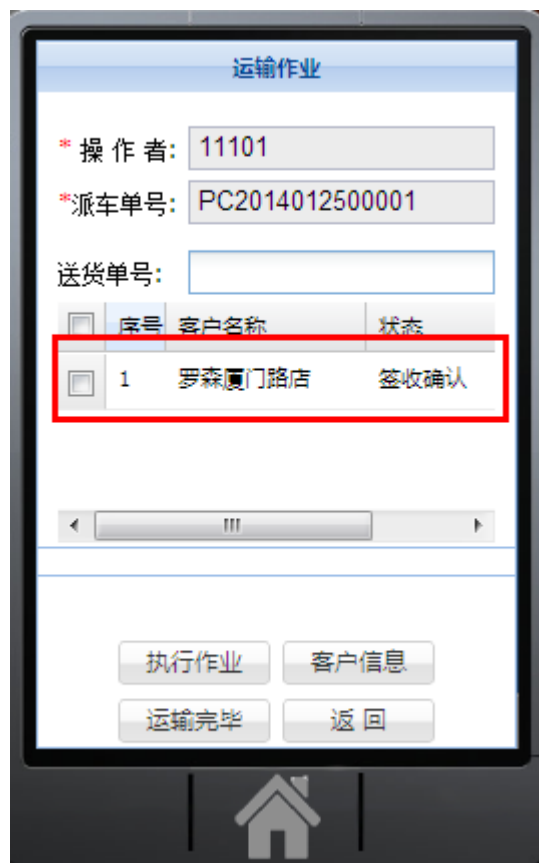 运输作业
* 操 作 者: 11101
*派车单号: PC2014012500001
送货单号:
序号 客户名称 状态
1 罗森厦门路店 签收确认
执行作业 客户信息
运输完毕 返 回